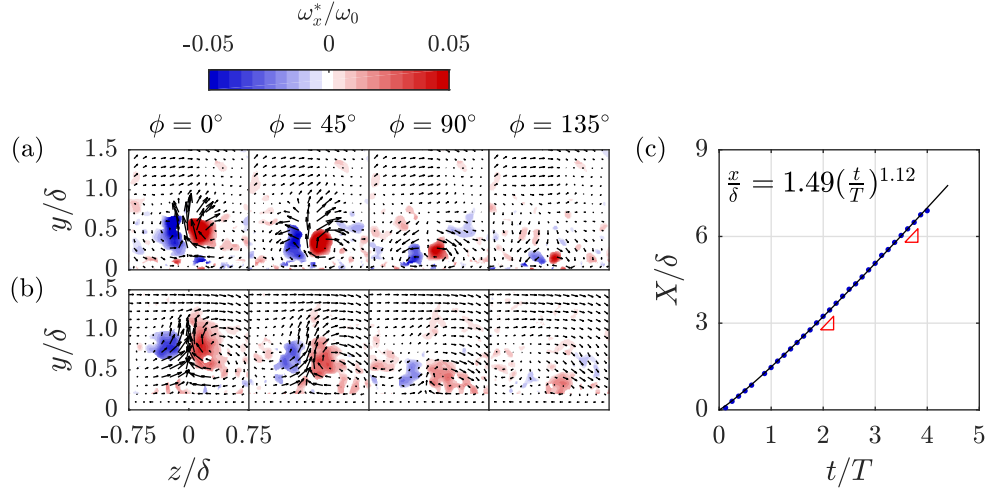 ω*ₓ/ω₀
-0.05 0 0.05
ϕ = 0° ϕ = 45° ϕ = 90° ϕ = 135°
(a)
1.5
1.0
0.5
0
y/δ
(b)
1.5
1.0
0.5
0
y/δ
-0.75 0 0.75
z/δ
(c)
9
6
3
0
X/δ
x/δ = 1.49(t/T)^1.12
0 1 2 3 4 5
t/T